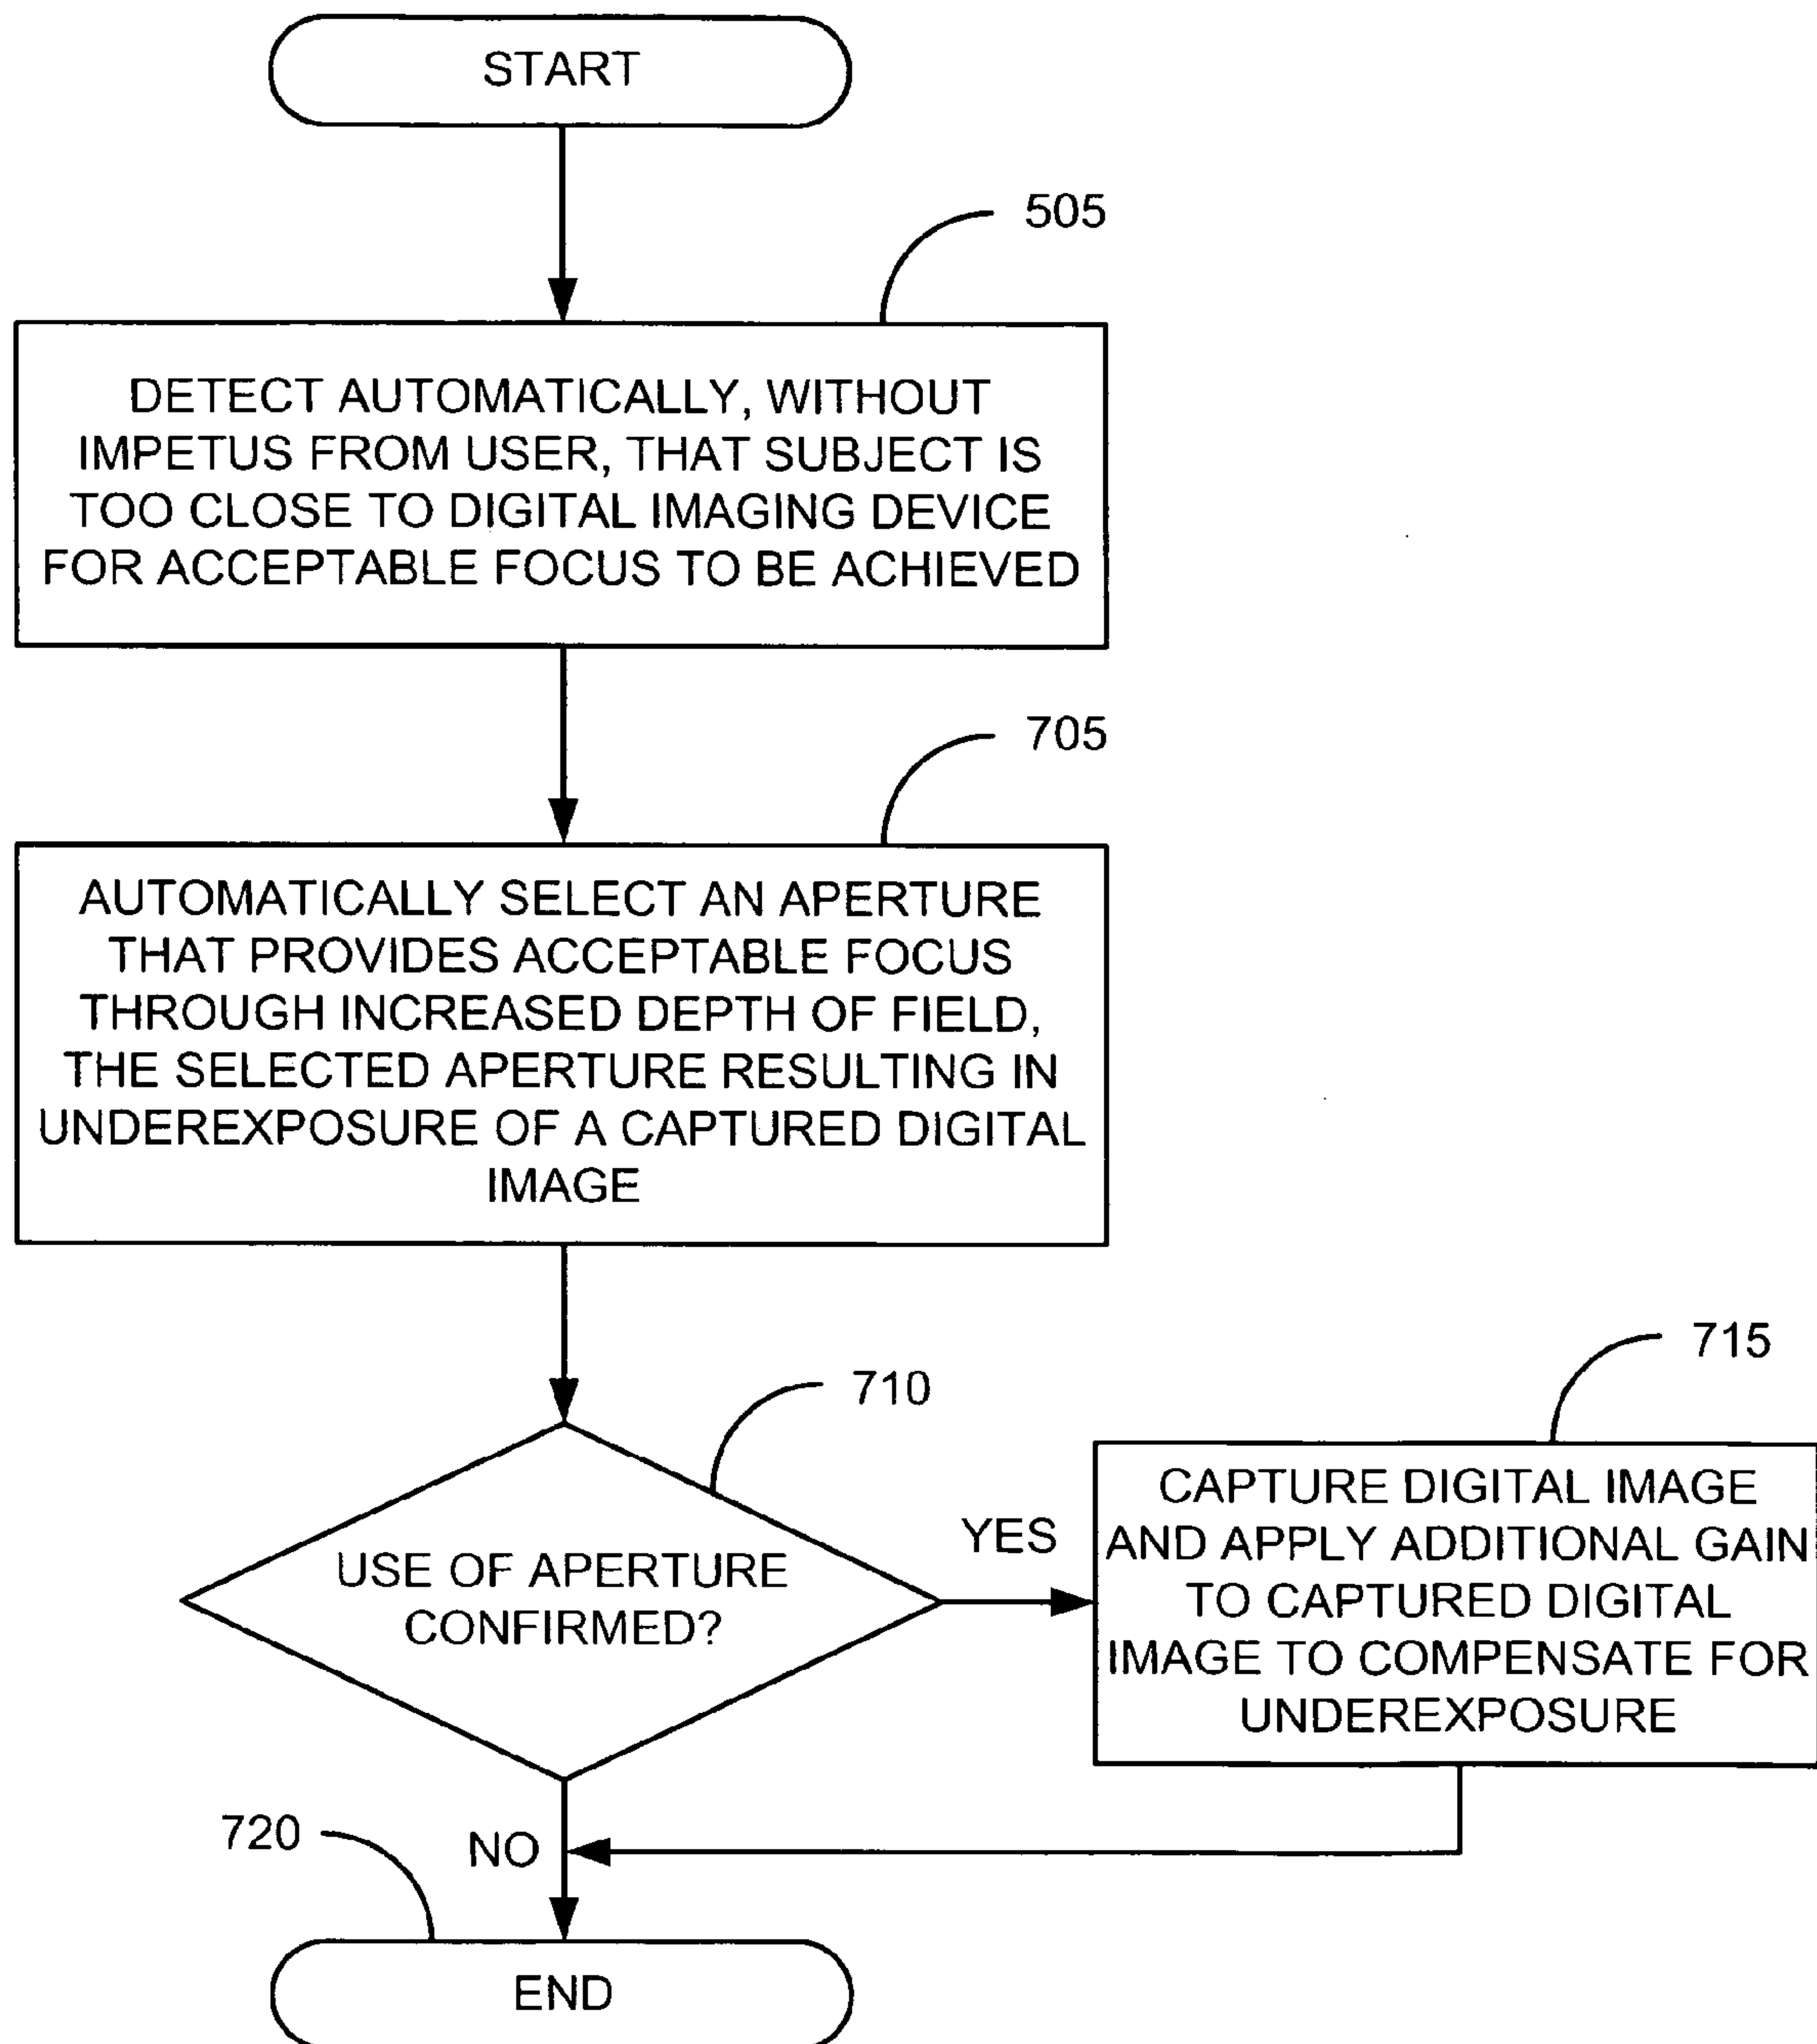 START
505
DETECT AUTOMATICALLY, WITHOUT
IMPETUS FROM USER, THAT SUBJECT IS
TOO CLOSE TO DIGITAL IMAGING DEVICE
FOR ACCEPTABLE FOCUS TO BE ACHIEVED
705
AUTOMATICALLY SELECT AN APERTURE
THAT PROVIDES ACCEPTABLE FOCUS
THROUGH INCREASED DEPTH OF FIELD,
THE SELECTED APERTURE RESULTING IN
UNDEREXPOSURE OF A CAPTURED DIGITAL
IMAGE
710
USE OF APERTURE
CONFIRMED?
YES
715
CAPTURE DIGITAL IMAGE
AND APPLY ADDITIONAL GAIN
TO CAPTURED DIGITAL
IMAGE TO COMPENSATE FOR
UNDEREXPOSURE
NO
720
END